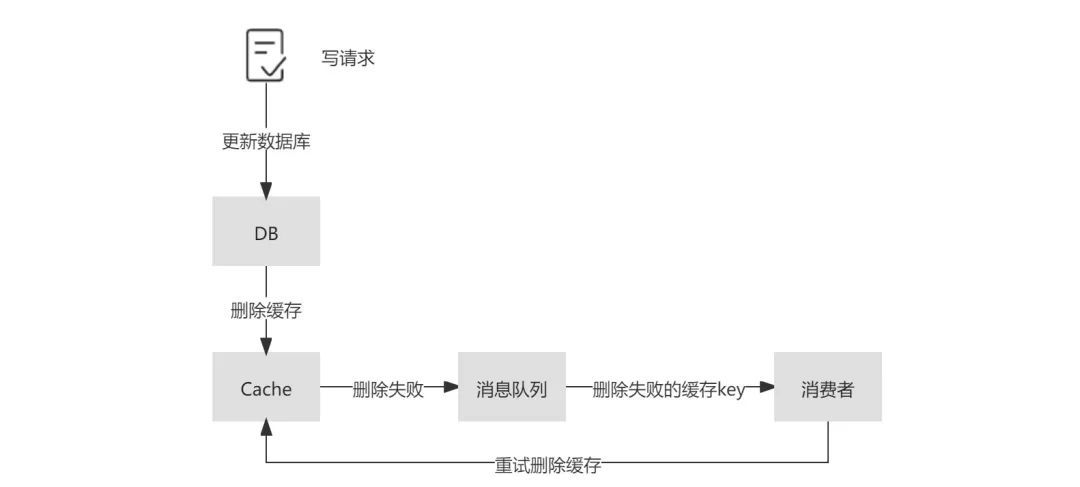 写请求
更新数据库
DB
删除缓存
Cache
删除失败
消息队列
删除失败的缓存key
消费者
重试删除缓存